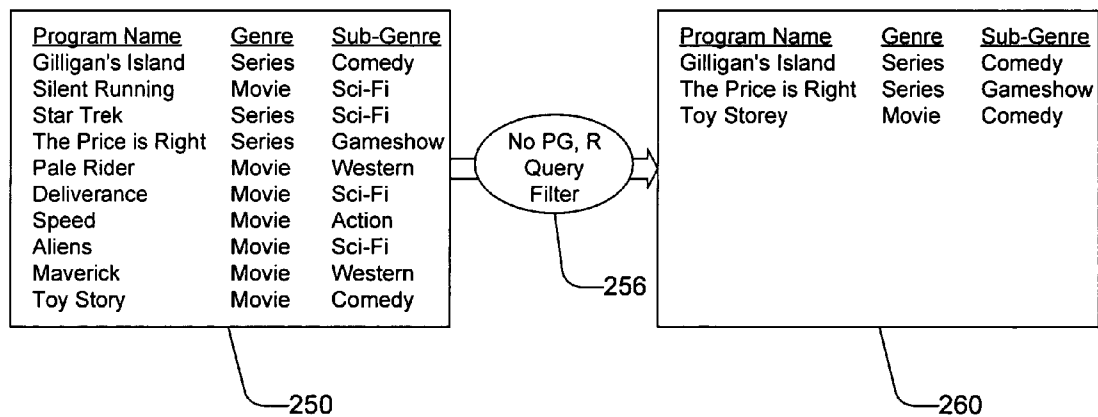 Program Name Genre Sub-Genre
Gilligan's Island Series Comedy
Silent Running Movie Sci-Fi
Star Trek Series Sci-Fi
The Price is Right Series Gameshow
Pale Rider Movie Western
Deliverance Movie Sci-Fi
Speed Movie Action
Aliens Movie Sci-Fi
Maverick Movie Western
Toy Story Movie Comedy
250
No PG, R
Query
Filter
256
Program Name Genre Sub-Genre
Gilligan's Island Series Comedy
The Price is Right Series Gameshow
Toy Storey Movie Comedy
260